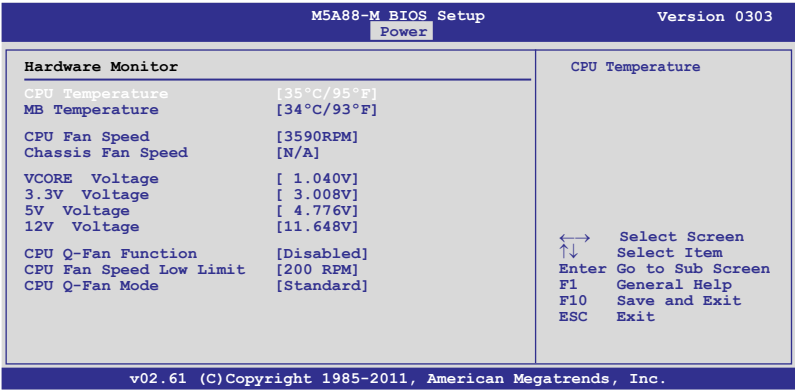 M5A88-M BIOS Setup Version 0303
Power
Hardware Monitor
CPU Temperature [35°C/95°F]
MB Temperature [34°C/93°F]
CPU Fan Speed [3590RPM]
Chassis Fan Speed [N/A]
VCORE Voltage [ 1.040V]
3.3V Voltage [ 3.008V]
5V Voltage [ 4.776V]
12V Voltage [11.648V]
CPU Q-Fan Function [Disabled]
CPU Fan Speed Low Limit [200 RPM]
CPU Q-Fan Mode [Standard]
CPU Temperature
←→ Select Screen
↑↓ Select Item
Enter Go to Sub Screen
F1 General Help
F10 Save and Exit
ESC Exit
v02.61 (C)Copyright 1985-2011, American Megatrends, Inc.